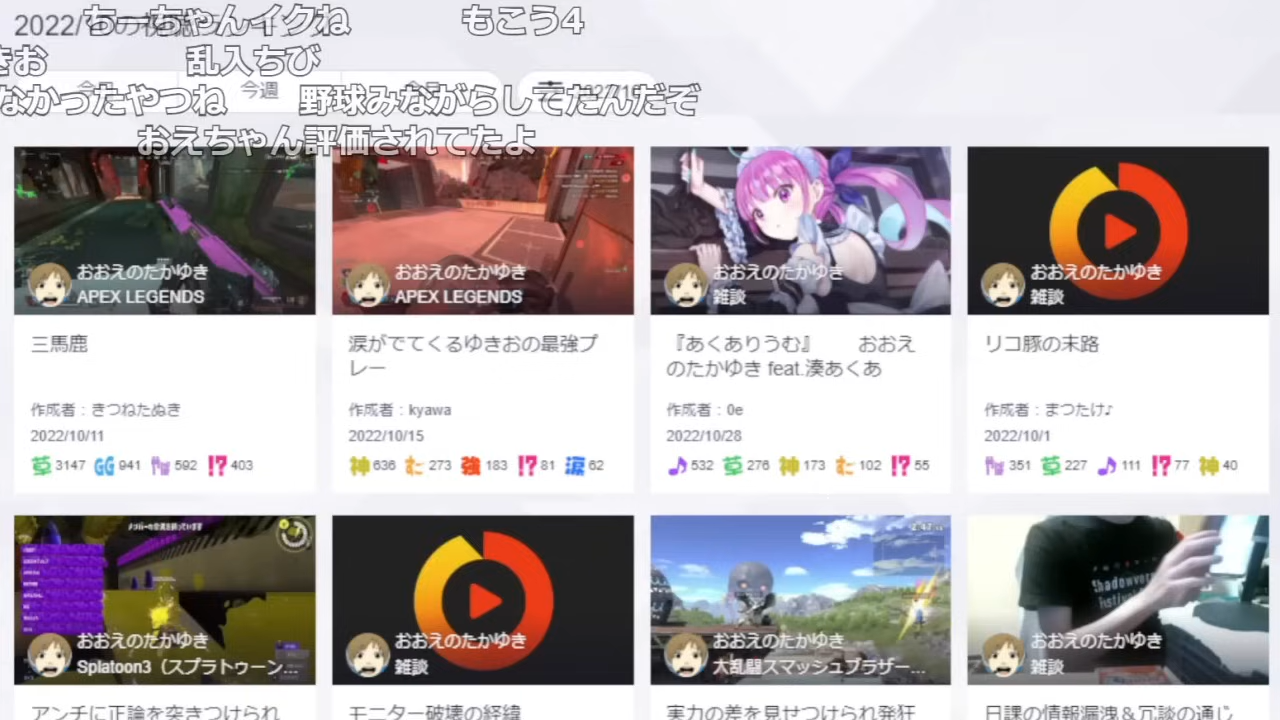 2022/10の視聴
ちーちゃんイクね
もこう4
きお
乱入ちび
今週
なかったやつね
野球みながらしてたんだぞ
おえちゃん評価されてたよ
おおえのたかゆき
APEX LEGENDS
三馬鹿
作成者：きつねたぬき
2022/10/11
草 3147 GG 941 592 !? 403
おおえのたかゆき
APEX LEGENDS
涙がでてくるゆきおの最強プ
レー
作成者：kyawa
2022/10/15
神 636 むこ 273 強 183 !? 81 涙 62
おおえのたかゆき
雑談
『あくありうむ』　おおえ
のたかゆき feat.湊あくあ
作成者：0e
2022/10/28
♪ 532 草 276 神 173 むこ 102 !? 55
おおえのたかゆき
雑談
リコ豚の末路
作成者：まつたけ♪
2022/10/1
351 草 227 ♪ 111 !? 77 神 40
おおえのたかゆき
Splatoon3（スプラトゥーン...
アンチに正論を突きつけられ
おおえのたかゆき
雑談
モニター破壊の経緯
2:47
おおえのたかゆき
大乱闘スマッシュブラザー...
実力の差を見せつけられ発狂
Shadowver
festival
おおえのたかゆき
雑談
日課の情報漏洩＆冗談の通じ